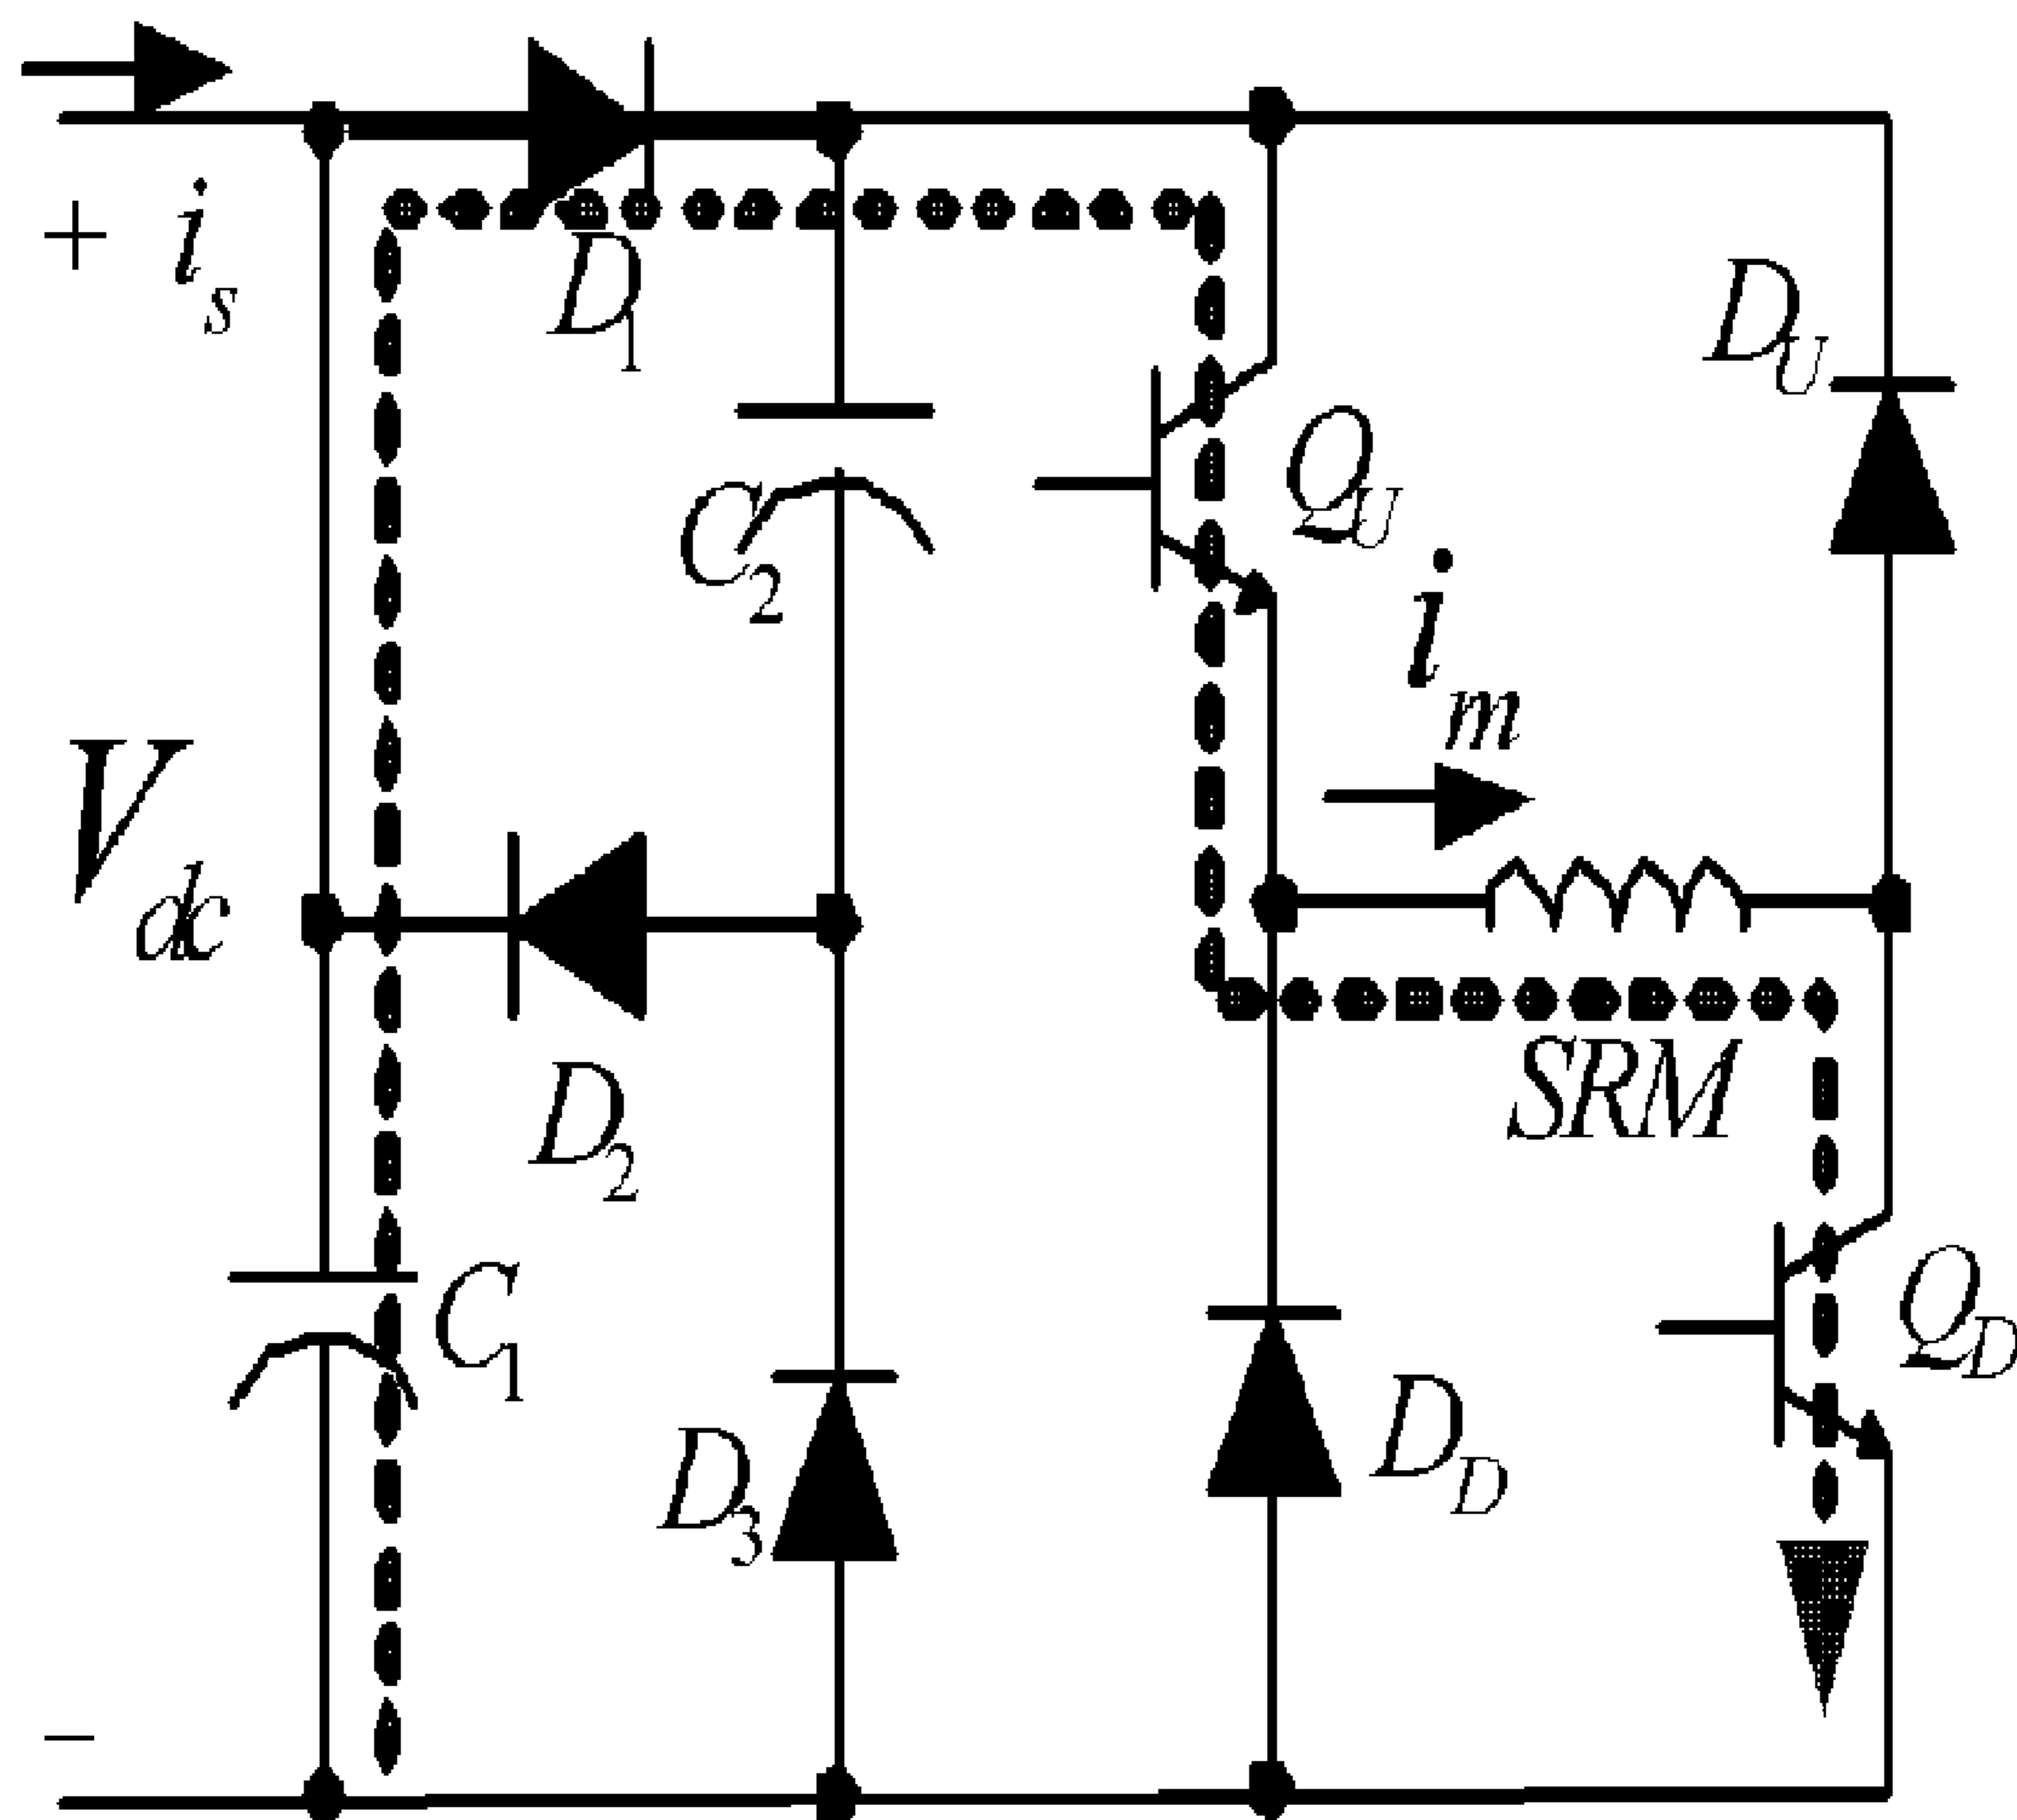 + i_s
D_1
D_U
Q_U
C_2
i_m
V_dc
SRM
D_2
C_1
Q_D
D_D
D_3
−